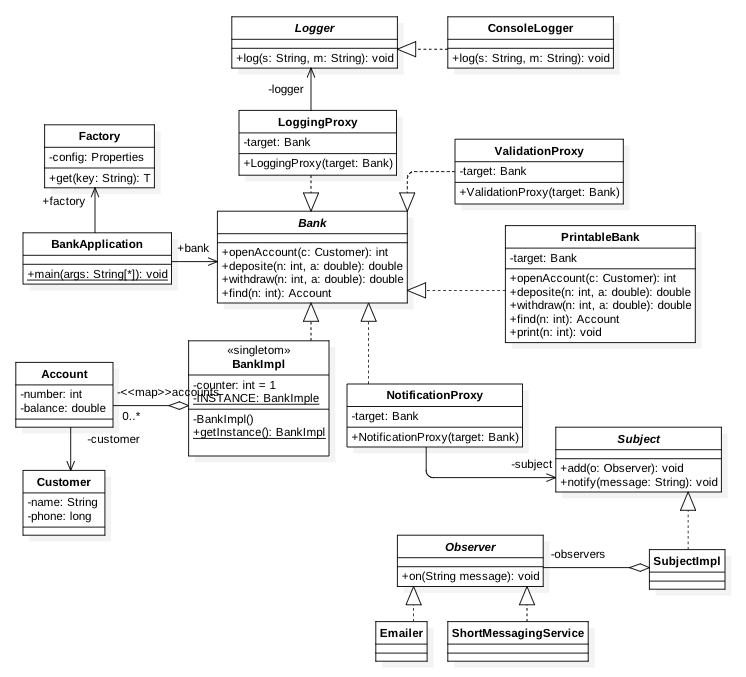 Logger
+log(s: String, m: String): void
ConsoleLogger
+log(s: String, m: String): void
-logger
LoggingProxy
-target: Bank
+LoggingProxy(target: Bank)
Factory
-config: Properties
+get(key: String): T
+factory
ValidationProxy
-target: Bank
+ValidationProxy(target: Bank)
BankApplication
+main(args: String[*]): void
+bank
Bank
+openAccount(c: Customer): int
+deposite(n: int, a: double): double
+withdraw(n: int, a: double): double
+find(n: int): Account
PrintableBank
-target: Bank
+openAccount(c: Customer): int
+deposite(n: int, a: double): double
+withdraw(n: int, a: double): double
+find(n: int): Account
+print(n: int): void
Account
-number: int
-balance: double
-<<map>>accounts
0..*
«singletom»
BankImpl
-counter: int = 1
-INSTANCE: BankImple
-BankImpl()
+getInstance(): BankImpl
NotificationProxy
-target: Bank
+NotificationProxy(target: Bank)
-customer
Customer
-name: String
-phone: long
-subject
Subject
+add(o: Observer): void
+notify(message: String): void
Observer
+on(String message): void
-observers
SubjectImpl
Emailer
ShortMessagingService